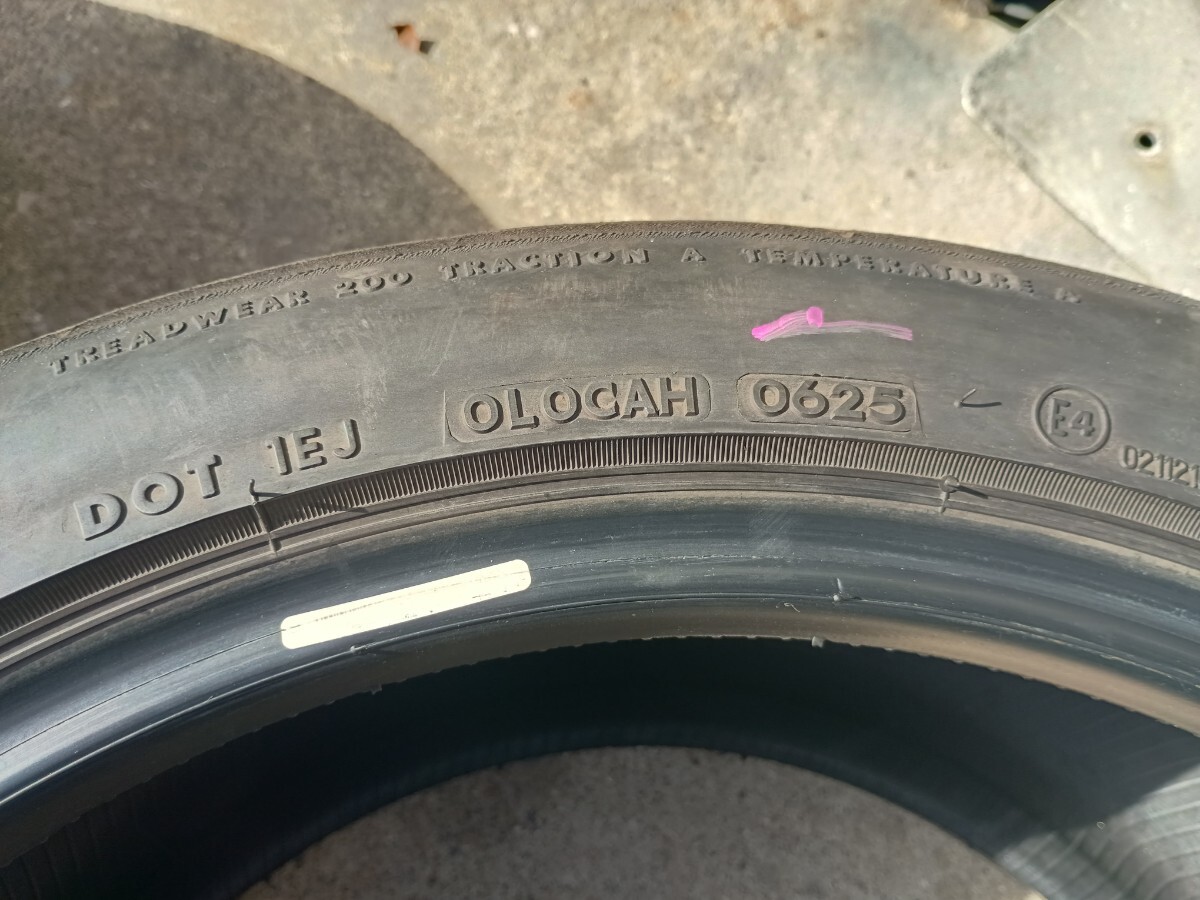 TREADWEAR 200 TRACTION A TEMPERATURE A
DOT 1EJ OLOCAH 0625 E4 021121